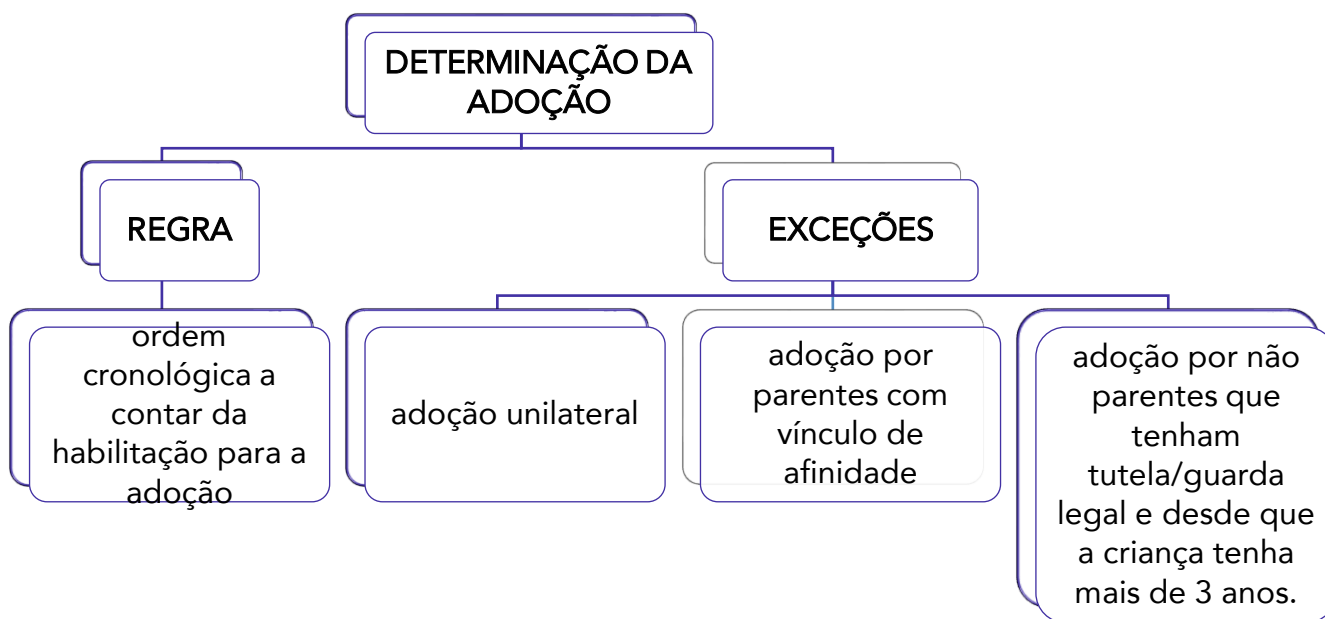 DETERMINAÇÃO DA
ADOÇÃO
REGRA
EXCEÇÕES
ordem
cronológica a
contar da
habilitação para a
adoção
adoção unilateral
adoção por
parentes com
vínculo de
afinidade
adoção por não
parentes que
tenham
tutela/guarda
legal e desde que
a criança tenha
mais de 3 anos.